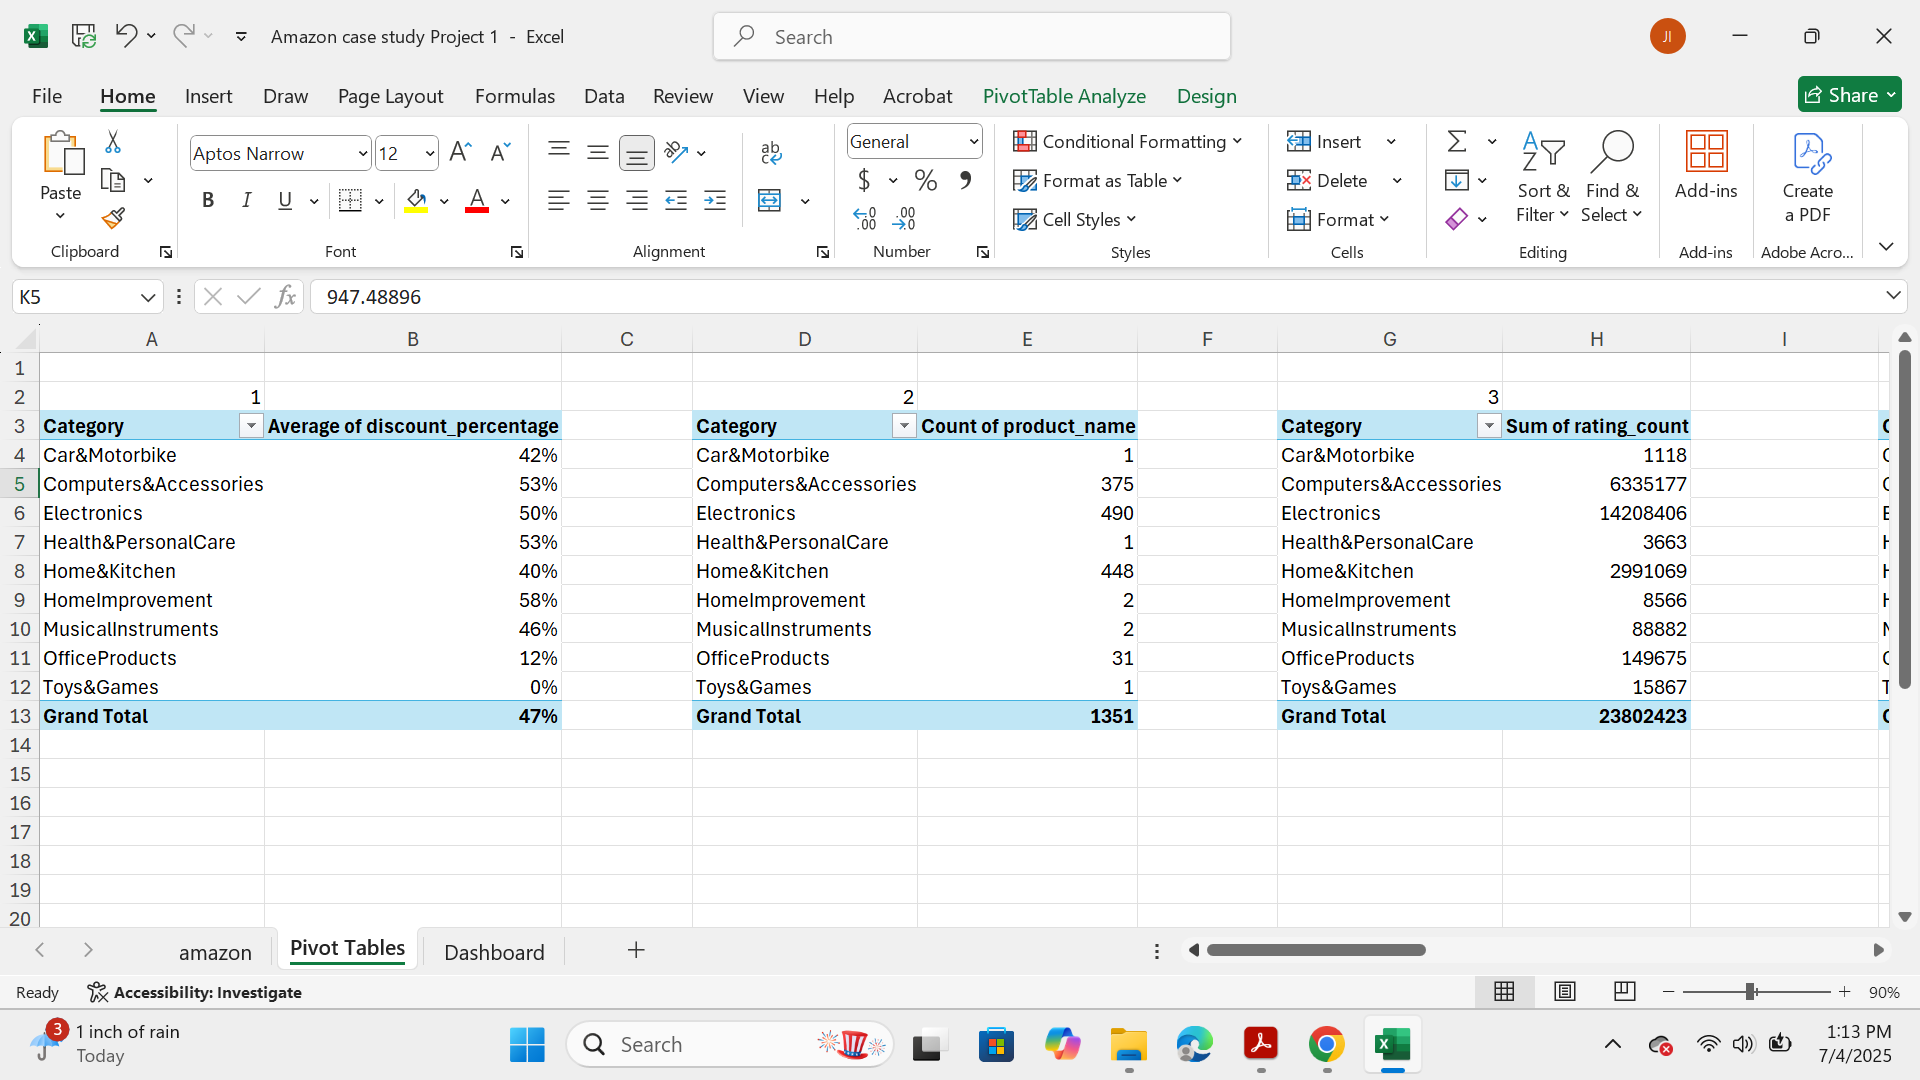 Amazon case study Project 1 - Excel
Search
JI
File Home Insert Draw Page Layout Formulas Data Review View Help Acrobat PivotTable Analyze Design Share
Paste
Clipboard
Aptos Narrow 12
B I U A
Font
ab
Alignment
General
$ % 9
Number
Conditional Formatting
Format as Table
Cell Styles
Styles
Insert
Delete
Format
Cells
Sort & Filter
Find & Select
Editing
Add-ins
Add-ins
Create a PDF
Adobe Acro...
K5 fx 947.48896
A B C D E F G H I
1
2 1 2 3
3 Category Average of discount_percentage Category Count of product_name Category Sum of rating_count
4 Car&Motorbike 42% Car&Motorbike 1 Car&Motorbike 1118
5 Computers&Accessories 53% Computers&Accessories 375 Computers&Accessories 6335177
6 Electronics 50% Electronics 490 Electronics 14208406
7 Health&PersonalCare 53% Health&PersonalCare 1 Health&PersonalCare 3663
8 Home&Kitchen 40% Home&Kitchen 448 Home&Kitchen 2991069
9 HomeImprovement 58% HomeImprovement 2 HomeImprovement 8566
10 MusicalInstruments 46% MusicalInstruments 2 MusicalInstruments 88882
11 OfficeProducts 12% OfficeProducts 31 OfficeProducts 149675
12 Toys&Games 0% Toys&Games 1 Toys&Games 15867
13 Grand Total 47% Grand Total 1351 Grand Total 23802423
14
15
16
17
18
19
20
amazon Pivot Tables Dashboard
Ready Accessibility: Investigate 90%
3 1 inch of rain
Today
Search
1:13 PM
7/4/2025